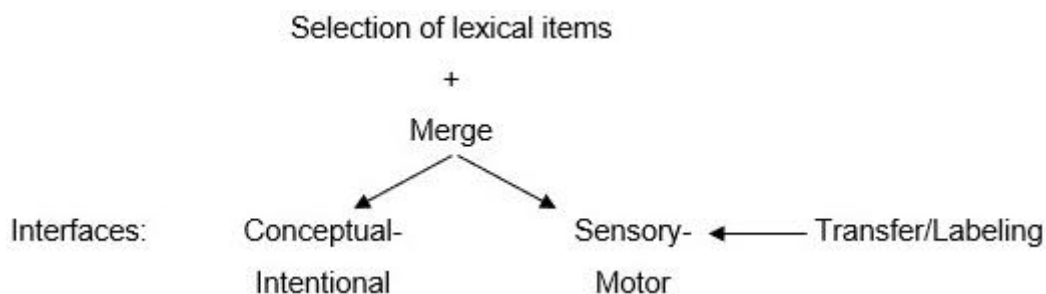 Selection of lexical items
+
Merge
Interfaces: Conceptual- Sensory- Transfer/Labeling
Intentional Motor